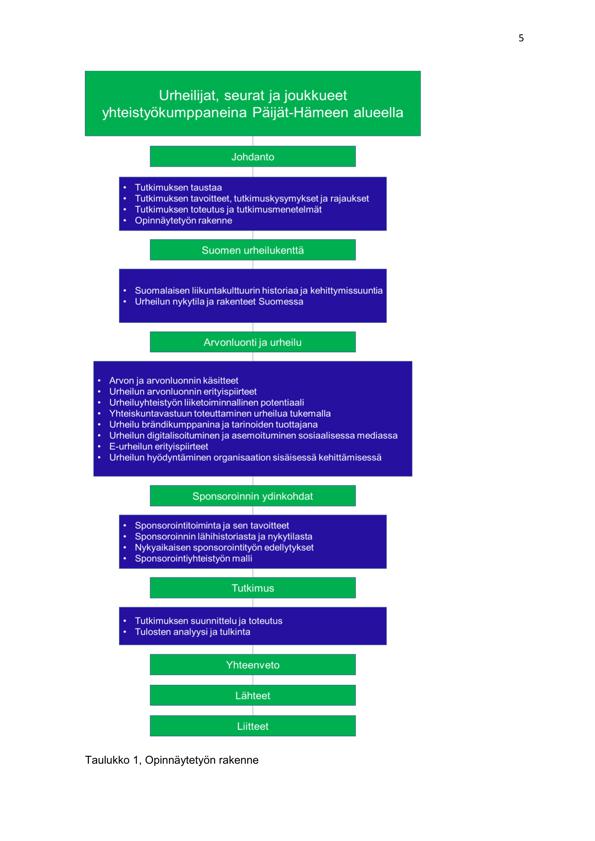 5
Urheilijat, seurat ja joukkueet
yhteistyökumppaneina Päijät-Hämeen alueella
Johdanto
• Tutkimuksen taustaa
• Tutkimuksen tavoitteet, tutkimuskysymykset ja rajaukset
• Tutkimuksen toteutus ja tutkimusmenetelmät
• Opinnäytetyön rakenne
Suomen urheilukenttä
• Suomalaisen liikuntakulttuurin historiaa ja kehittymissuuntia
• Urheilun nykytila ja rakenteet Suomessa
Arvonluonti ja urheilu
• Arvon ja arvonluonnin käsitteet
• Urheilun arvonluonnin erityispiirteet
• Urheiluyhteistyön liiketoiminnallinen potentiaali
• Yhteiskuntavastuun toteuttaminen urheilua tukemalla
• Urheilu brändikumppanina ja tarinoiden tuottajana
• Urheilun digitalisoituminen ja asemoituminen sosiaalisessa mediassa
• E-urheilun erityispiirteet
• Urheilun hyödyntäminen organisaation sisäisessä kehittämisessä
Sponsoroinnin ydinkohdat
• Sponsorointitoiminta ja sen tavoitteet
• Sponsoroinnin lähihistoriasta ja nykytilasta
• Nykyaikaisen sponsorointityön edellytykset
• Sponsorointiyhteistyön malli
Tutkimus
• Tutkimuksen suunnittelu ja toteutus
• Tulosten analyysi ja tulkinta
Yhteenveto
Lähteet
Liitteet
Taulukko 1, Opinnäytetyön rakenne